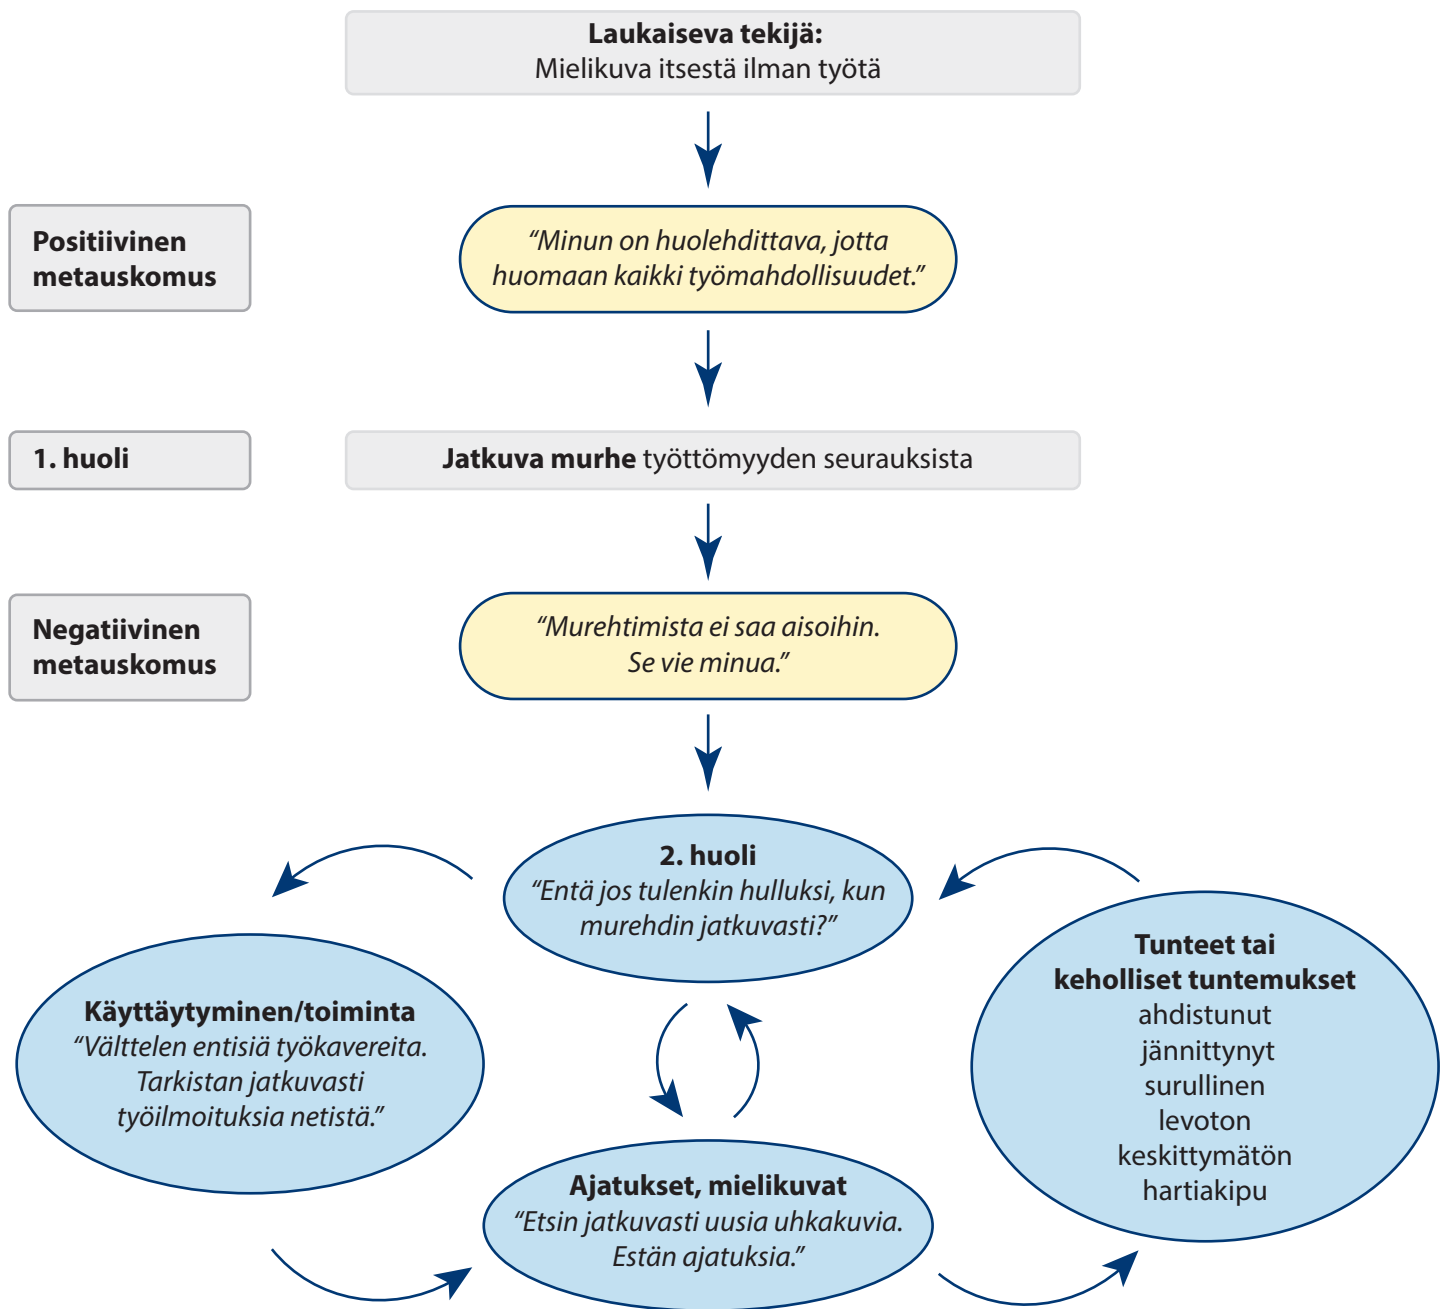 Laukaiseva tekijä:
Mielikuva itsestä ilman työtä
Positiivinen
metauskomus
“Minun on huolehdittava, jotta
huomaan kaikki työmahdollisuudet.”
1. huoli
Jatkuva murhe työttömyyden seurauksista
Negatiivinen
metauskomus
“Murehtimista ei saa aisoihin.
Se vie minua.”
2. huoli
“Entä jos tulenkin hulluksi, kun
murehdin jatkuvasti?”
Käyttäytyminen/toiminta
“Välttelen entisiä työkavereita.
Tarkistan jatkuvasti
työilmoituksia netistä.”
Tunteet tai
keholliset tuntemukset
ahdistunut
jännittynyt
surullinen
levoton
keskittymätön
hartiakipu
Ajatukset, mielikuvat
“Etsin jatkuvasti uusia uhkakuvia.
Estän ajatuksia.”